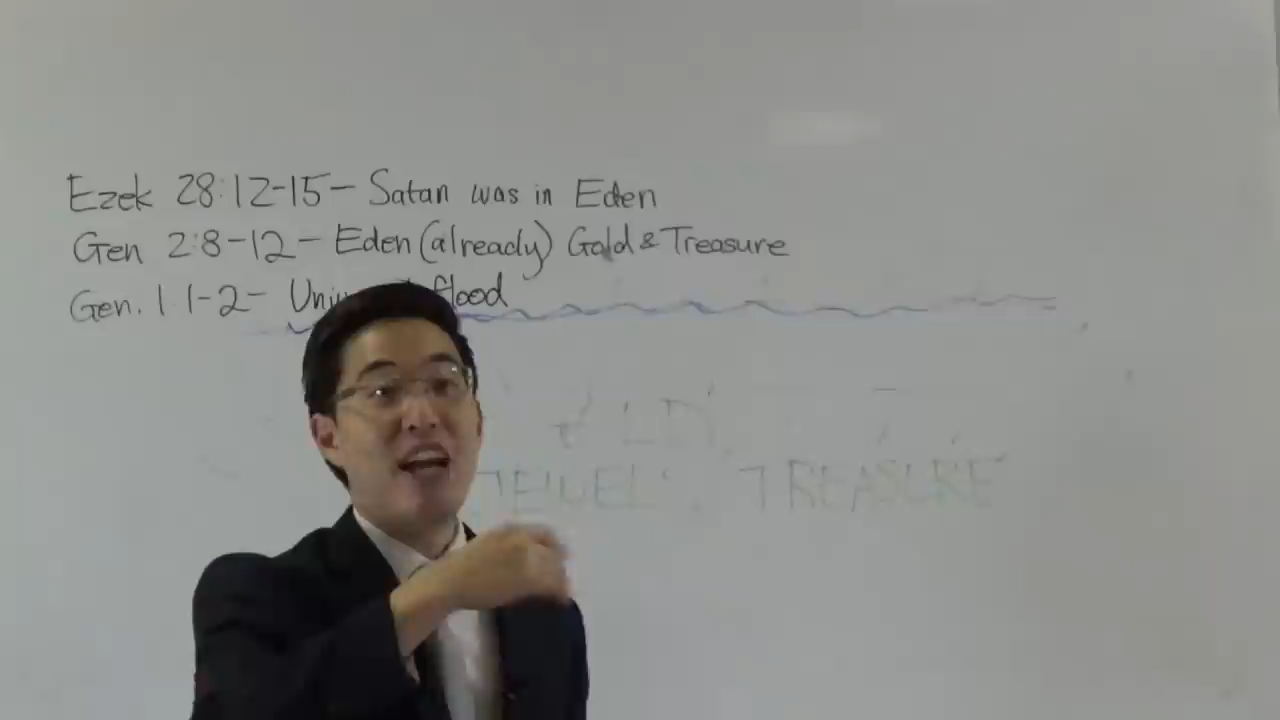 Ezek 28:12-15- Satan was in Eden
Gen 2:8-12- Eden (already) Gold & Treasure
Gen. 1:1-2- flood
TREASURE